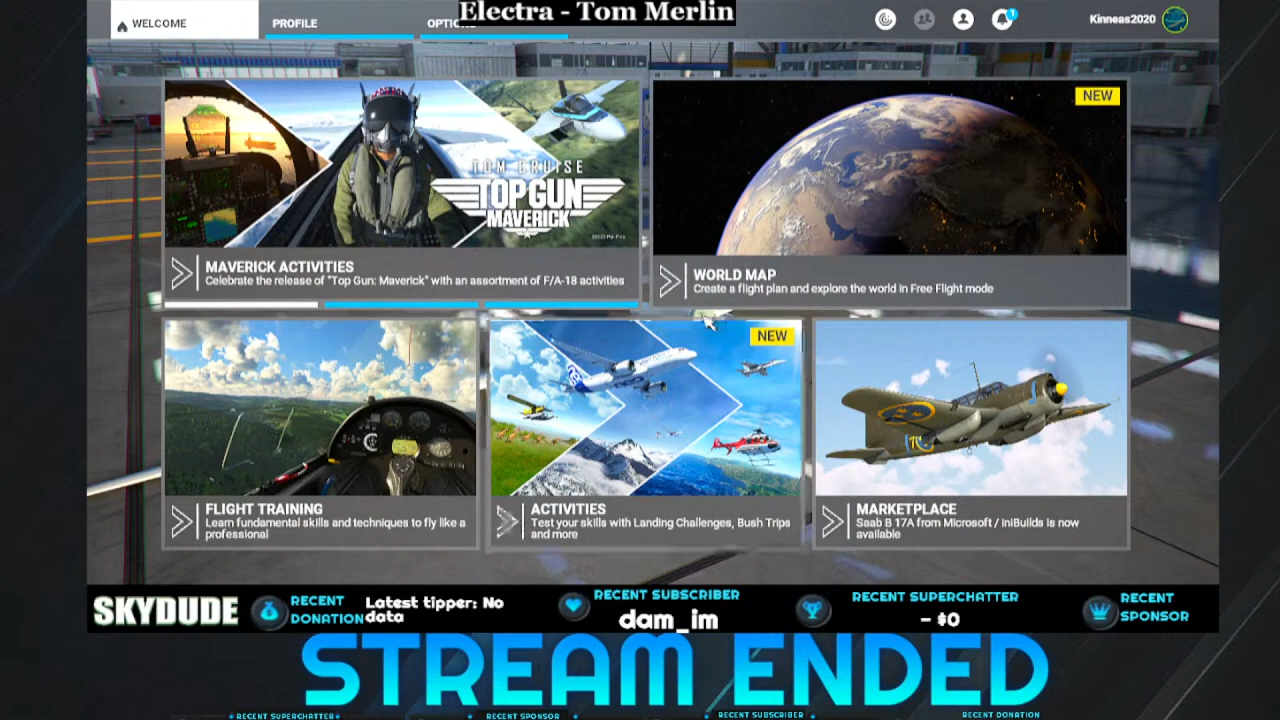 Electra - Tom Merlin
WELCOME
PROFILE
OPTIO
1
Kinneas2020
TOM CRUISE
TOPGUN
MAVERICK
MAVERICK ACTIVITIES
Celebrate the release of "Top Gun: Maverick" with an assortment of F/A-18 activities
NEW
WORLD MAP
Create a flight plan and explore the world in Free Flight mode
FLIGHT TRAINING
Learn fundamental skills and techniques to fly like a
professional
NEW
ACTIVITIES
Test your skills with Landing Challenges, Bush Trips
and more
MARKETPLACE
Saab B 17A from Microsoft / iniBuilds is now
available
SKYDUDE
RECENT
DONATION
Latest tipper: No
data
RECENT SUBSCRIBER
dam_im
RECENT SUPERCHATTER
– $0
RECENT
SPONSOR
STREAM ENDED
RECENT SUPERCHATTER
RECENT SPONSOR
RECENT SUBSCRIBER
RECENT DONATION